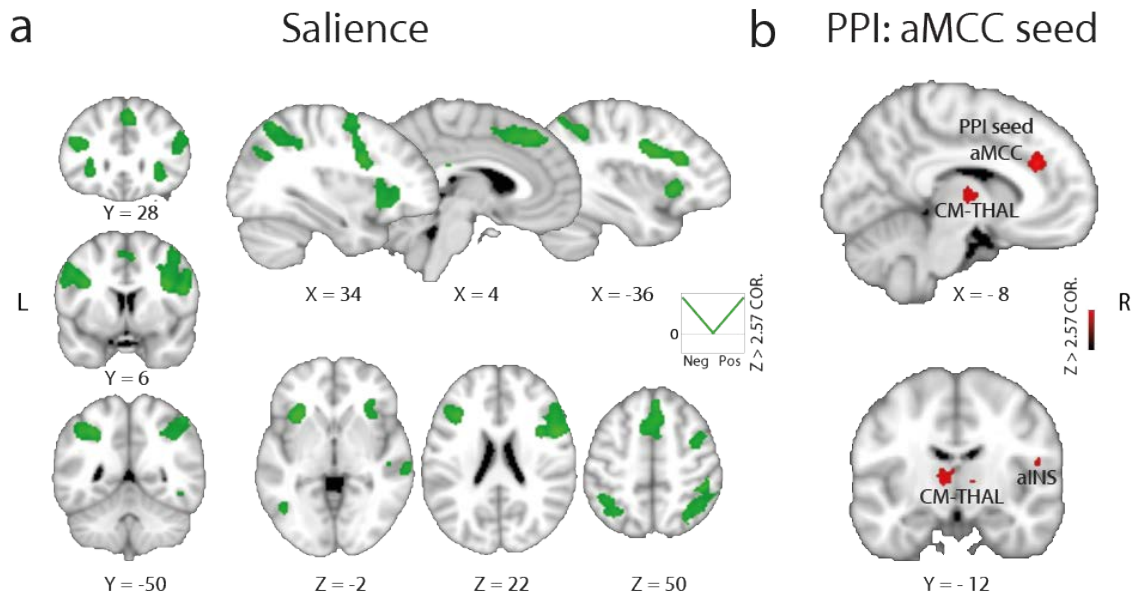 a
Salience
b
PPI: aMCC seed
Y = 28
L
Y = 6
X = 34
X = 4
X = -36
0
Neg Pos
Z > 2.57 COR.
Y = -50
Z = -2
Z = 22
Z = 50
PPI seed
aMCC
CM-THAL
X = - 8
Z > 2.57 COR.
R
CM-THAL
aINS
Y = - 12